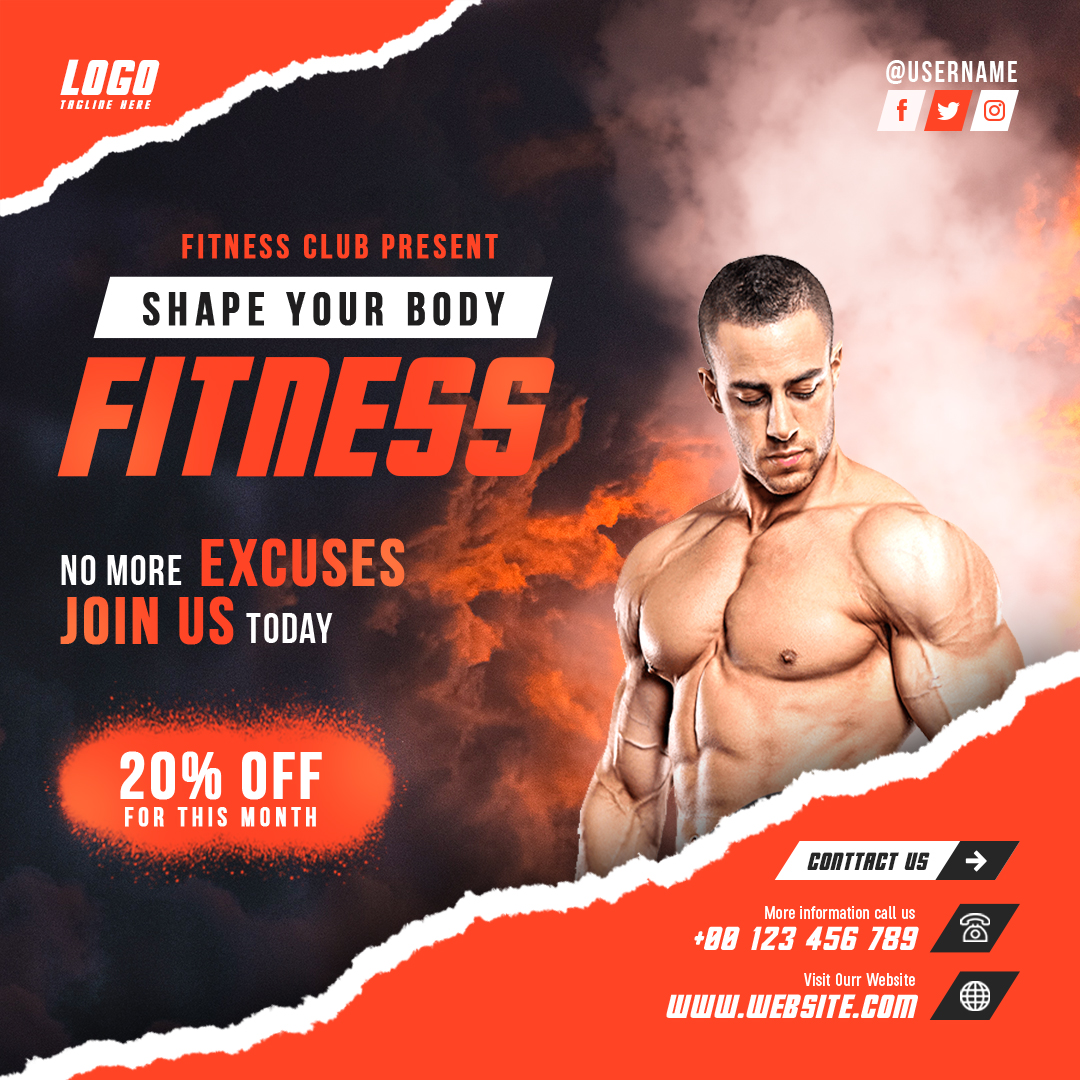 LOGO
TAGLINE HERE
@USERNAME
FITNESS CLUB PRESENT
SHAPE YOUR BODY
FITNESS
NO MORE EXCUSES
JOIN US TODAY
20% OFF
FOR THIS MONTH
CONTTACT US
More information call us
+00 123 456 789
Visit Ourr Website
WWW.WEBSITE.COM